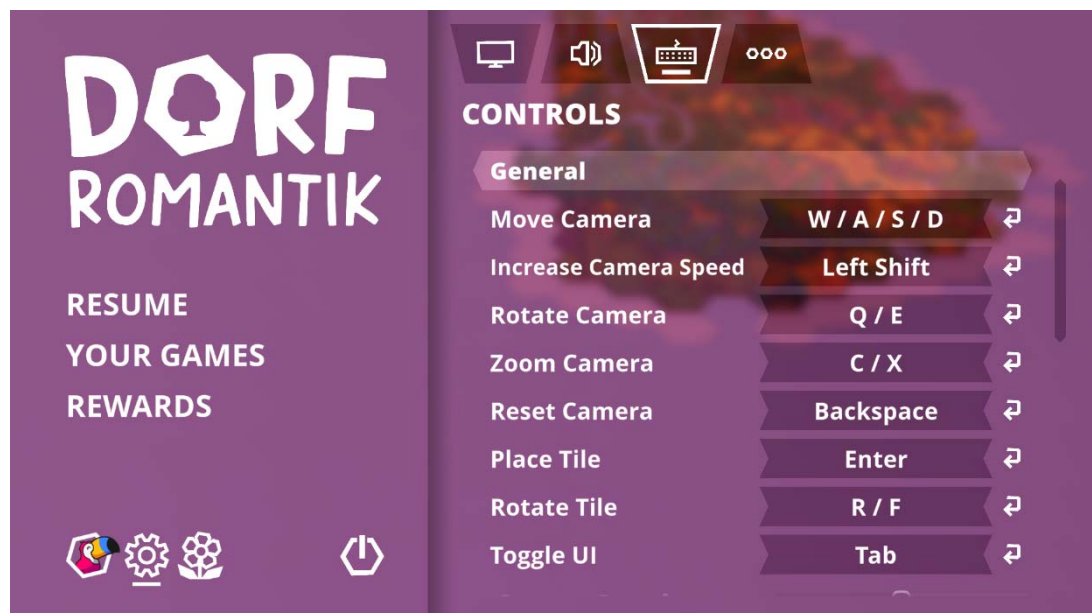 DORF
ROMANTIK
RESUME
YOUR GAMES
REWARDS
CONTROLS
General
Move Camera W / A / S / D
Increase Camera Speed Left Shift
Rotate Camera Q / E
Zoom Camera C / X
Reset Camera Backspace
Place Tile Enter
Rotate Tile R / F
Toggle UI Tab